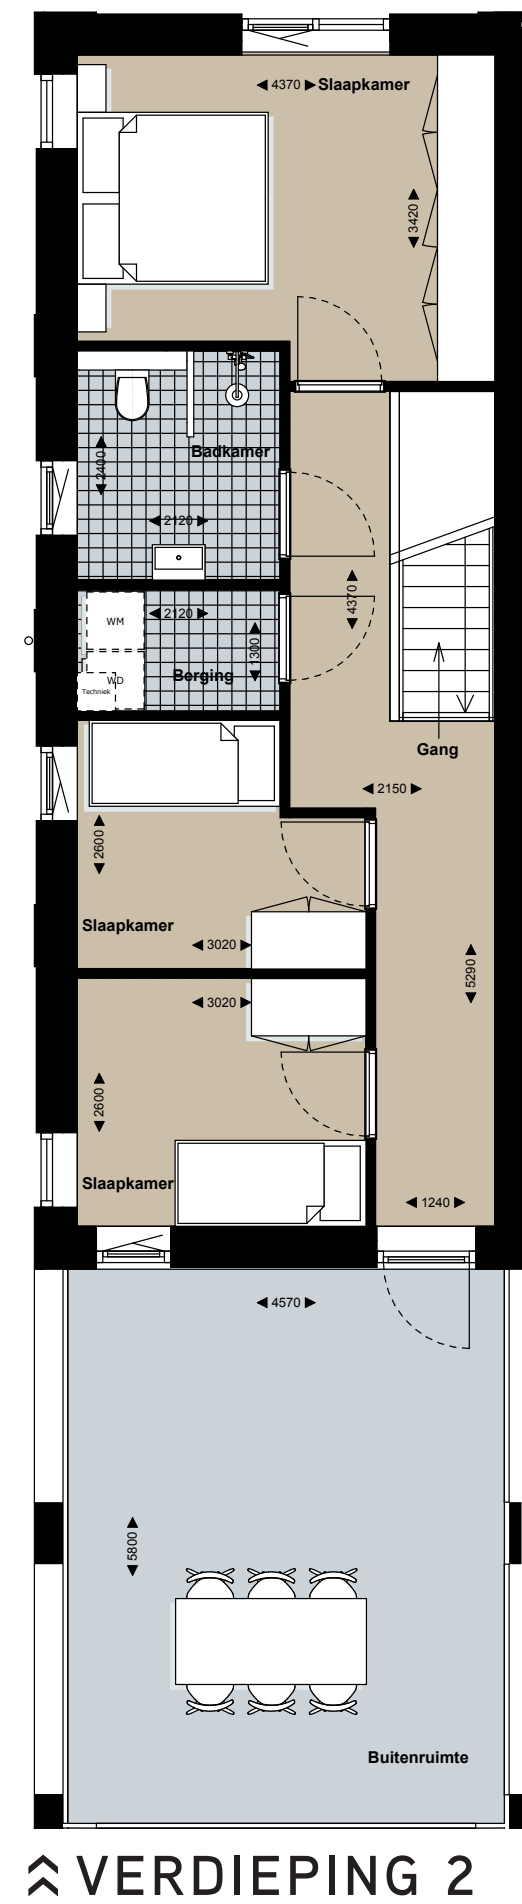 4370 Slaapkamer
3420
Badkamer
2400
2120
WM
2120
4370
1300
WD
Berging
Techniek
Gang
2150
2600
Slaapkamer
3020
5290
3020
2600
Slaapkamer
1240
4570
5800
Buitenruimte
VERDIEPING 2